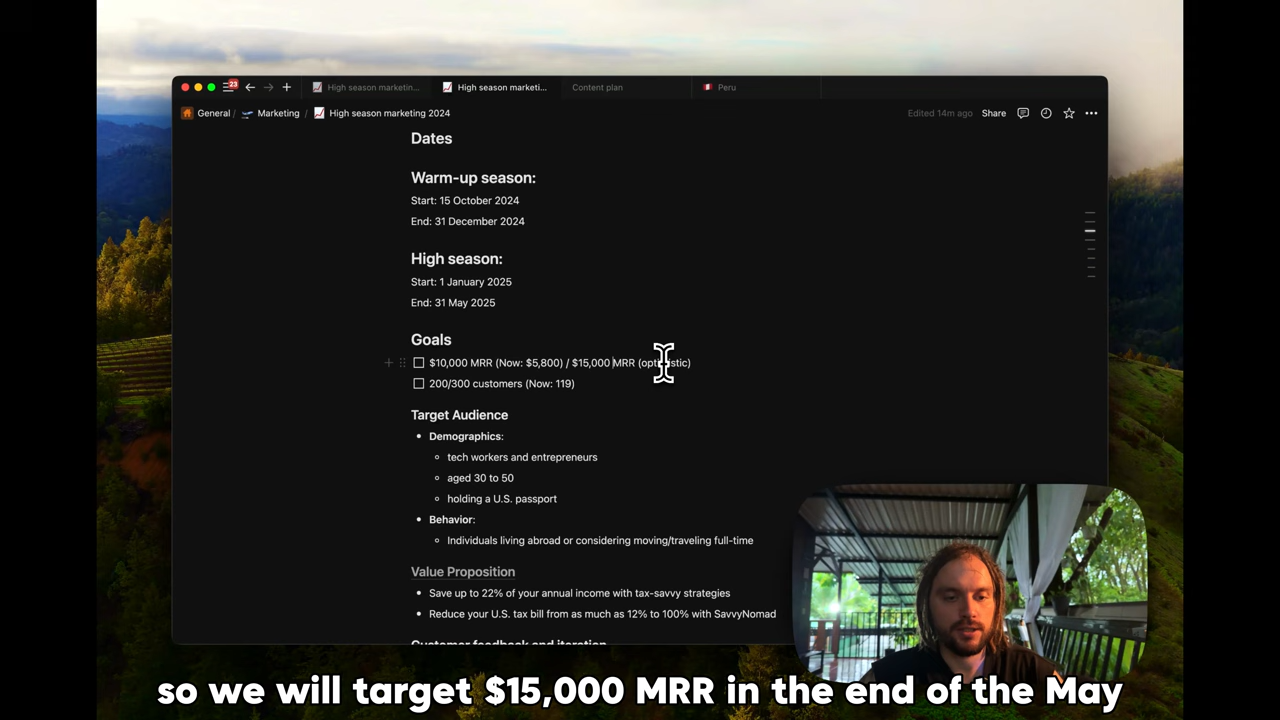 23
High season marketin...
High season marketi...
Content plan
Peru
General / Marketing / High season marketing 2024
Edited 14m ago
Share
Dates
Warm-up season:
Start: 15 October 2024
End: 31 December 2024
High season:
Start: 1 January 2025
End: 31 May 2025
Goals
$10,000 MRR (Now: $5,800) / $15,000 MRR (optimistic)
200/300 customers (Now: 119)
Target Audience
Demographics:
tech workers and entrepreneurs
aged 30 to 50
holding a U.S. passport
Behavior:
Individuals living abroad or considering moving/traveling full-time
Value Proposition
Save up to 22% of your annual income with tax-savvy strategies
Reduce your U.S. tax bill from as much as 12% to 100% with SavvyNomad
Customer feedback and iteration
so we will target $15,000 MRR in the end of the May